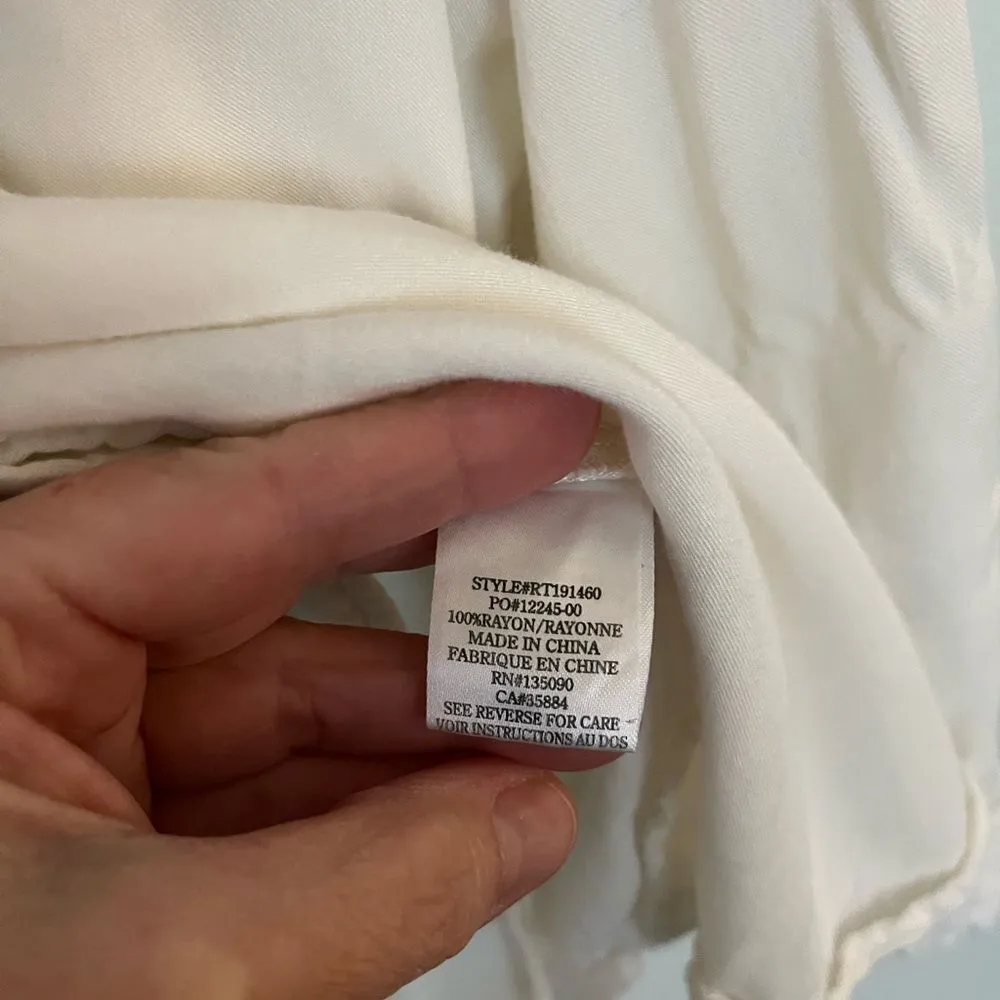 STYLE#RT191460
PO#12245-00
100%RAYON/RAYONNE
MADE IN CHINA
FABRIQUE EN CHINE
RN#135090
CA#35884
SEE REVERSE FOR CARE
VOIR INSTRUCTIONS AU DOS